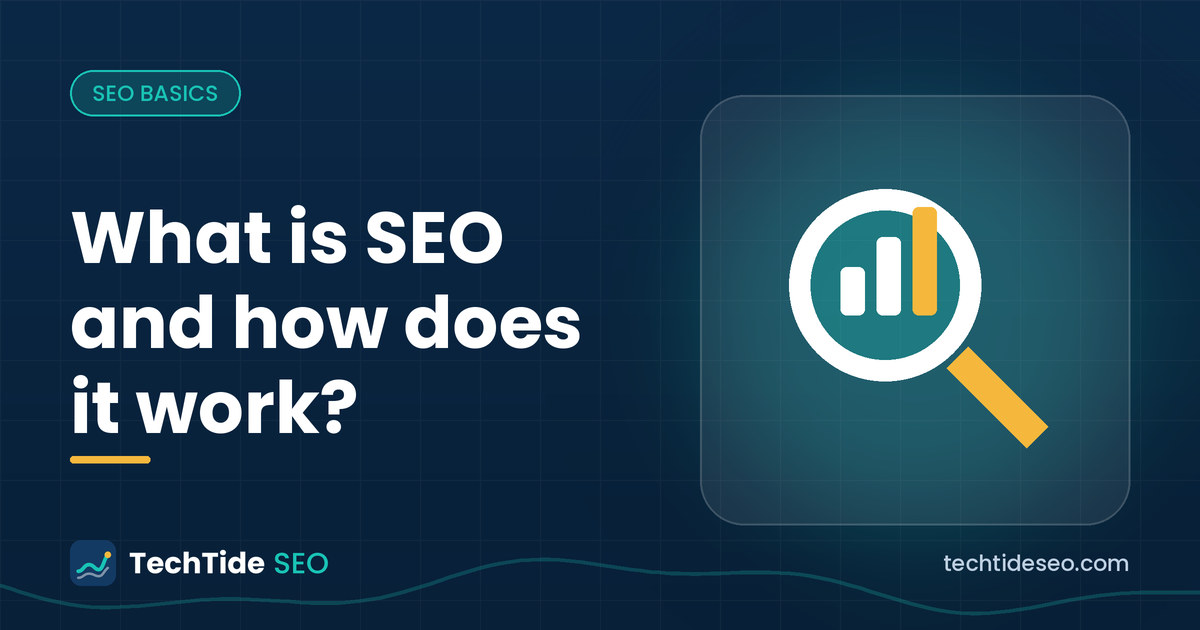 SEO BASICS
What is SEO
and how does
it work?
TechTide SEO
techtideseo.com